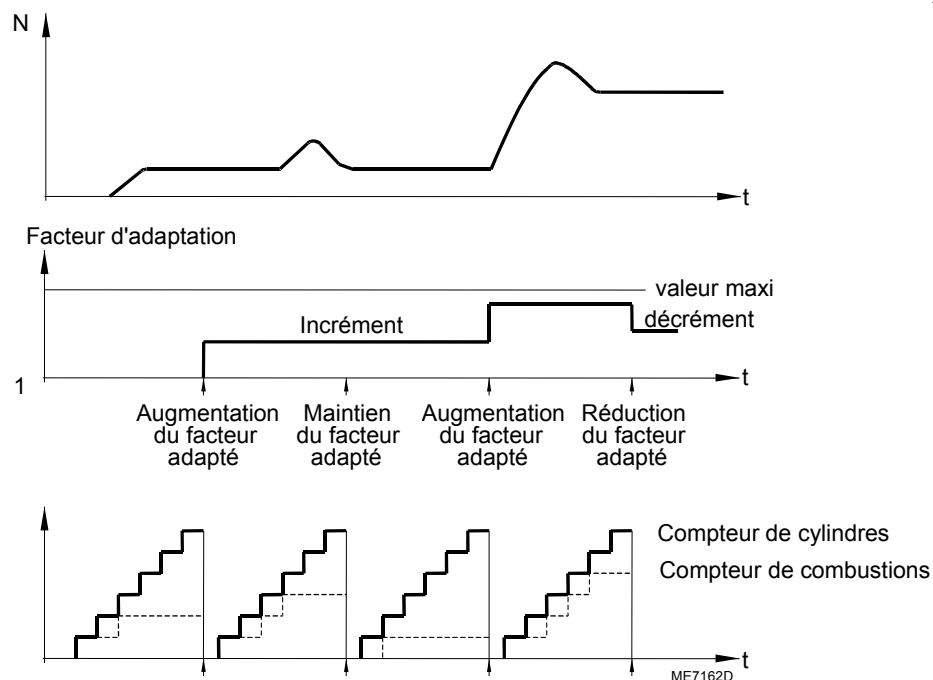 N
t
Facteur d'adaptation
valeur maxi
Incrément
décrément
1
t
Augmentation
du facteur
adapté
Maintien
du facteur
adapté
Augmentation
du facteur
adapté
Réduction
du facteur
adapté
Compteur de cylindres
Compteur de combustions
t
ME7162D